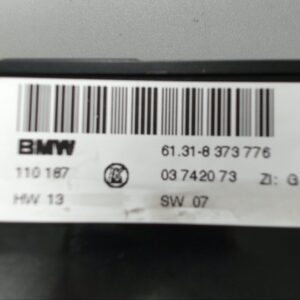 BMW 61.31-8 373 776
110 187 03 7420 73 ZI: G
HW 13 SW 07